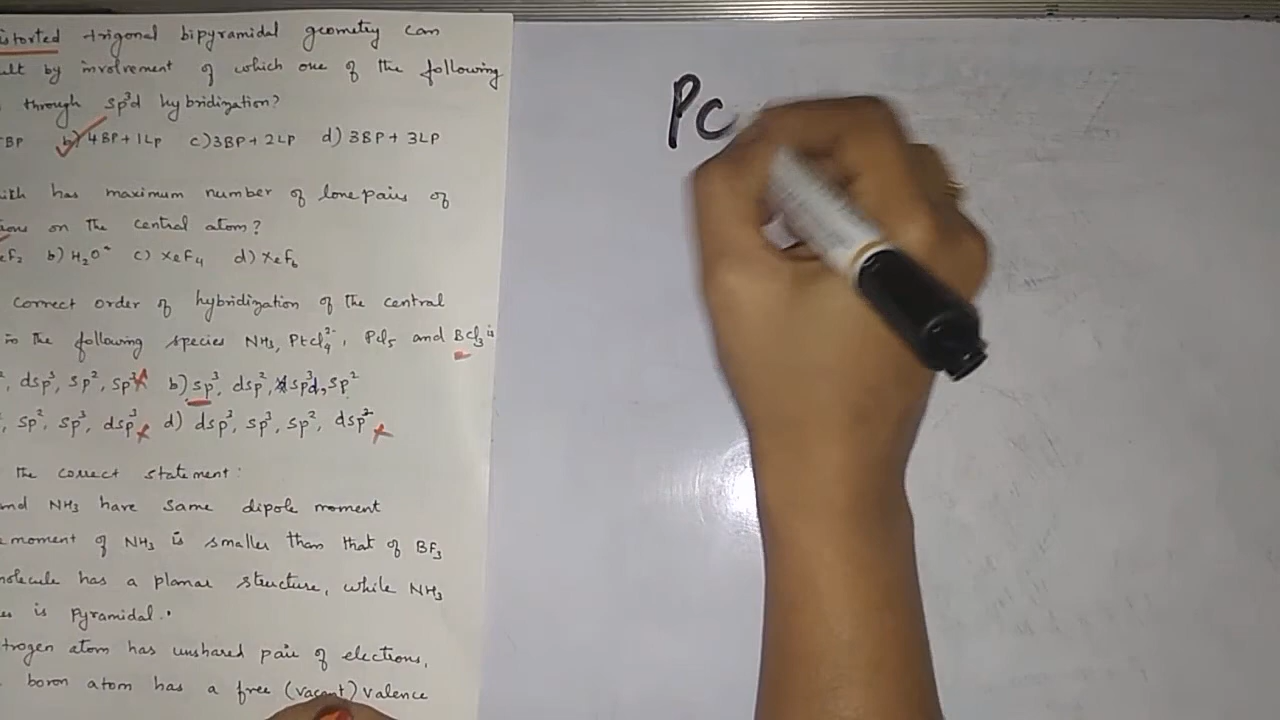 istorted trigonal bipyramidal geometry can
ult by involvement of which one of the following
through sp³d hybridization?
BP b) 4BP+1LP c) 3BP+2LP d) 3BP+3LP
ith has maximum number of lone pairs of
ions on the central atom?
eF₂ b) H₂O⁺ c) XeF₄ d) XeF₆
correct order of hybridization of the central
in the following species NH₃, PtCl₄²⁻, PCl₅ and BCl₃ is
, dsp³, sp², sp³ b) sp³, dsp², sp³d, sp²
, sp², sp³, dsp³ d) dsp³, sp³, sp², dsp²
the correct statement:
nd NH₃ have same dipole moment
moment of NH₃ is smaller than that of BF₃
molecule has a planar structure, while NH₃
is Pyramidal.
trogen atom has unshared pair of elections,
boron atom has a free (vacant) valence
PC